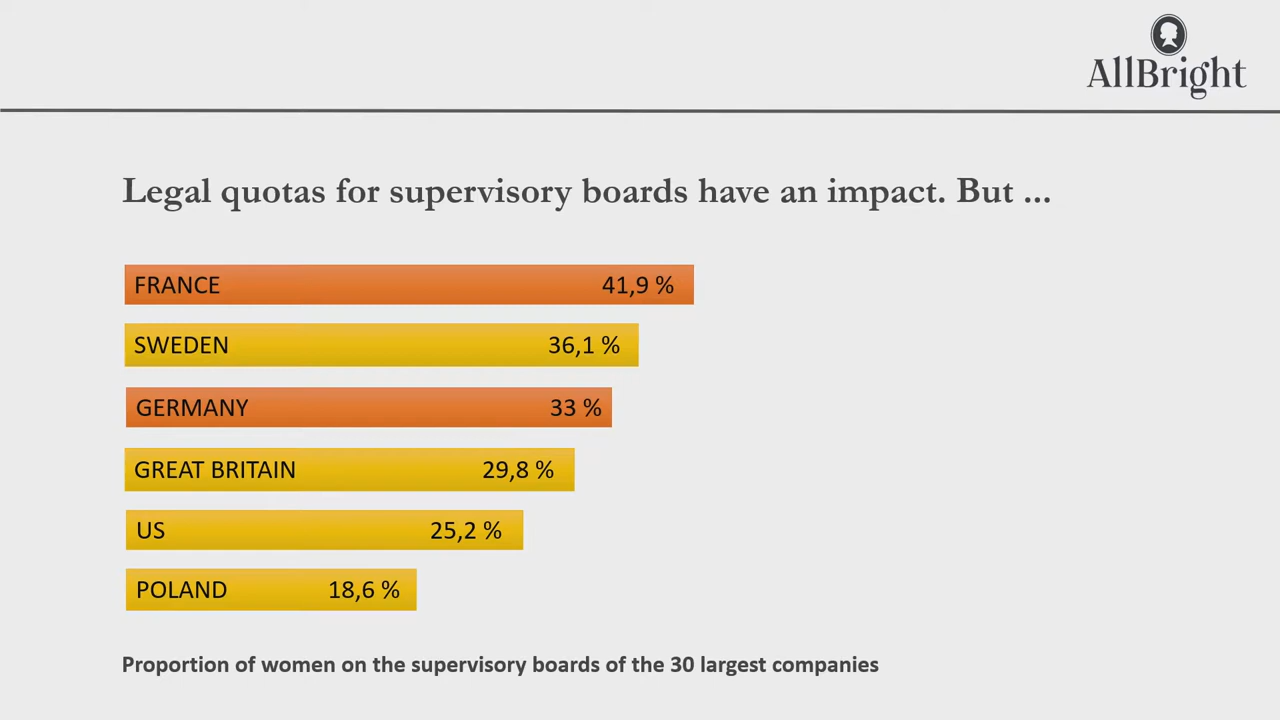 AllBright
Legal quotas for supervisory boards have an impact. But ...
FRANCE 41,9 %
SWEDEN 36,1 %
GERMANY 33 %
GREAT BRITAIN 29,8 %
US 25,2 %
POLAND 18,6 %
Proportion of women on the supervisory boards of the 30 largest companies